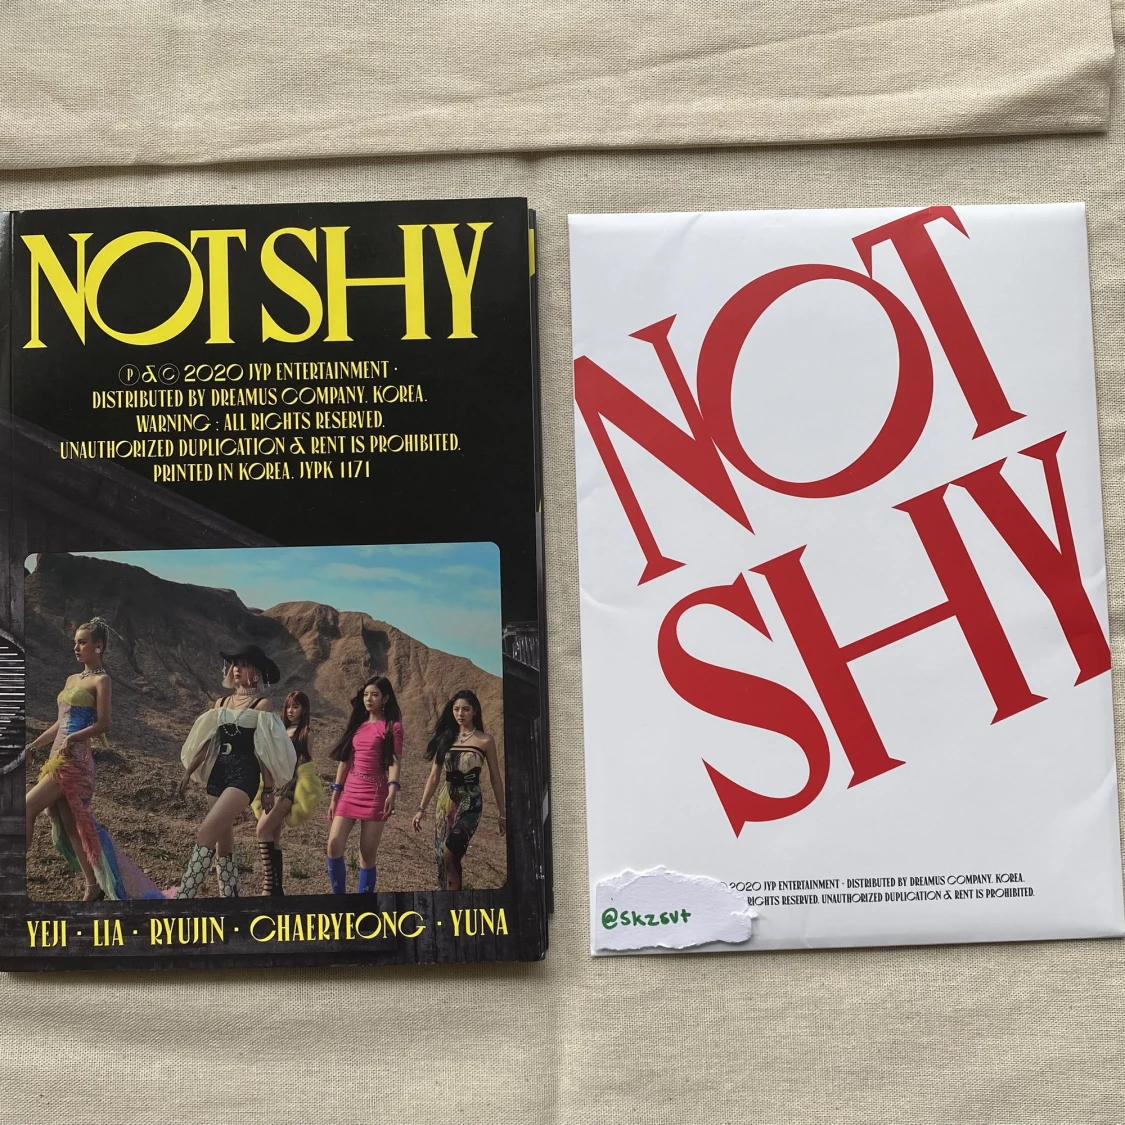 NOT SHY
Ⓟ & Ⓒ 2020 JYP ENTERTAINMENT ·
DISTRIBUTED BY DREAMUS COMPANY. KOREA.
WARNING : ALL RIGHTS RESERVED.
UNAUTHORIZED DUPLICATION & RENT IS PROHIBITED.
PRINTED IN KOREA. JYPK 1171
YEJI · LIA · RYUJIN · CHAERYEONG · YUNA
NOT
SHY
2020 JYP ENTERTAINMENT · DISTRIBUTED BY DREAMUS COMPANY. KOREA.
RIGHTS RESERVED. UNAUTHORIZED DUPLICATION & RENT IS PROHIBITED.
@skzsvt